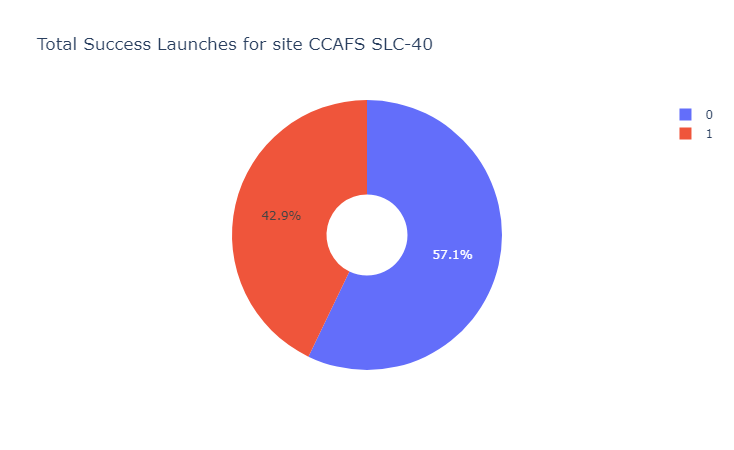 Total Success Launches for site CCAFS SLC-40
0
1
42.9%
57.1%